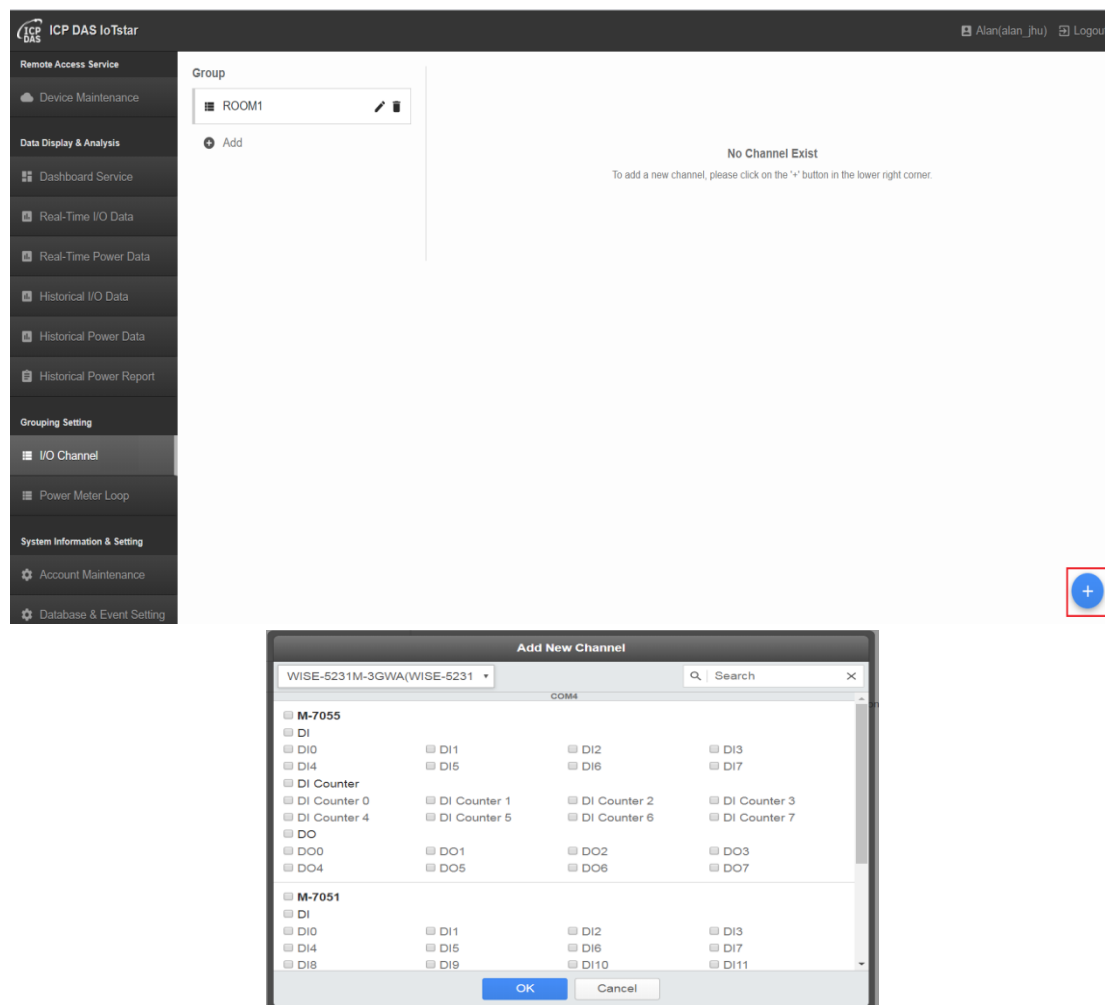 ICP DAS
ICP DAS IoTstar
Alan(alan_jhu) Logout
Remote Access Service
Device Maintenance
Data Display & Analysis
Dashboard Service
Real-Time I/O Data
Real-Time Power Data
Historical I/O Data
Historical Power Data
Historical Power Report
Grouping Setting
I/O Channel
Power Meter Loop
System Information & Setting
Account Maintenance
Database & Event Setting
Group
ROOM1
Add
No Channel Exist
To add a new channel, please click on the '+' button in the lower right corner.
+
Add New Channel
WISE-5231M-3GWA(WISE-5231 Search
COM4
M-7055
DI
DI0 DI1 DI2 DI3
DI4 DI5 DI6 DI7
DI Counter
DI Counter 0 DI Counter 1 DI Counter 2 DI Counter 3
DI Counter 4 DI Counter 5 DI Counter 6 DI Counter 7
DO
DO0 DO1 DO2 DO3
DO4 DO5 DO6 DO7
M-7051
DI
DI0 DI1 DI2 DI3
DI4 DI5 DI6 DI7
DI8 DI9 DI10 DI11
OK Cancel